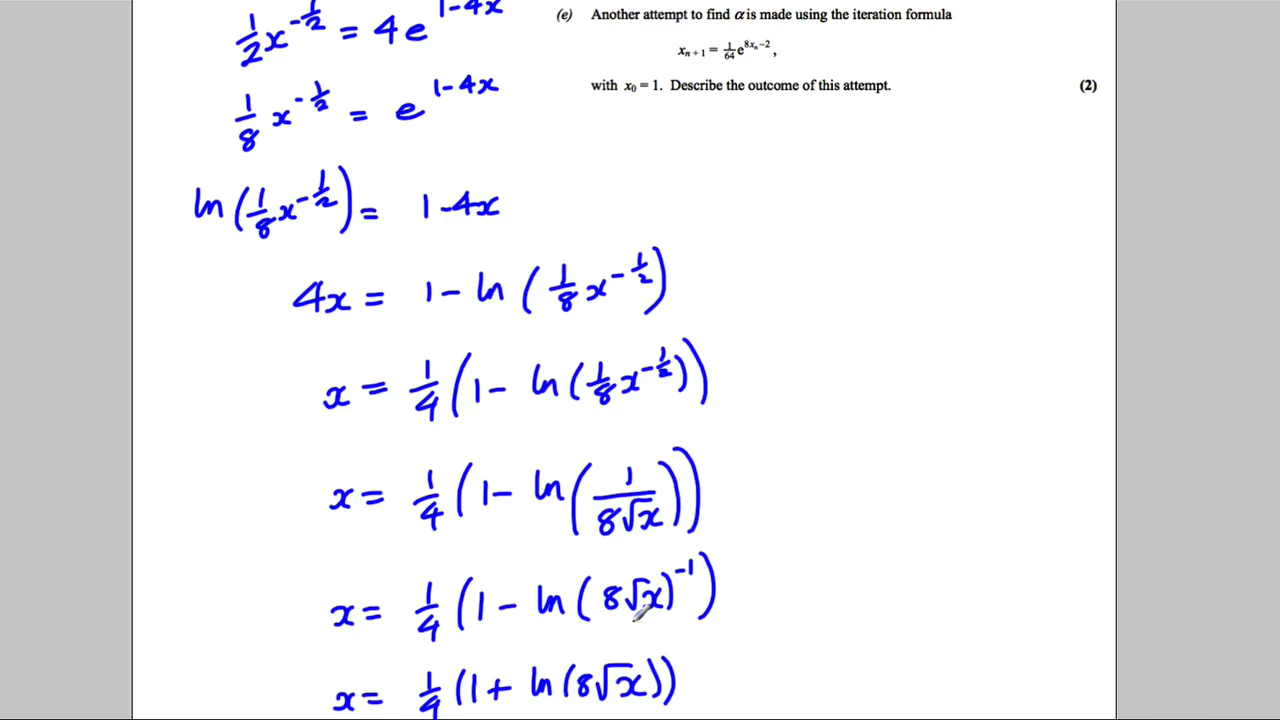 ½x^{-1/2} = 4e^{1-4x}
(e) Another attempt to find α is made using the iteration formula
x_{n+1} = 1/64 e^{8x_n-2},
with x_0 = 1. Describe the outcome of this attempt. (2)
1/8 x^{-1/2} = e^{1-4x}
ln(1/8 x^{-1/2}) = 1-4x
4x = 1 - ln(1/8 x^{-1/2})
x = 1/4(1 - ln(1/8 x^{-1/2}))
x = 1/4(1 - ln(1/(8√x)))
x = 1/4(1 - ln(8√x)^{-1})
x = 1/4(1 + ln(8√x))